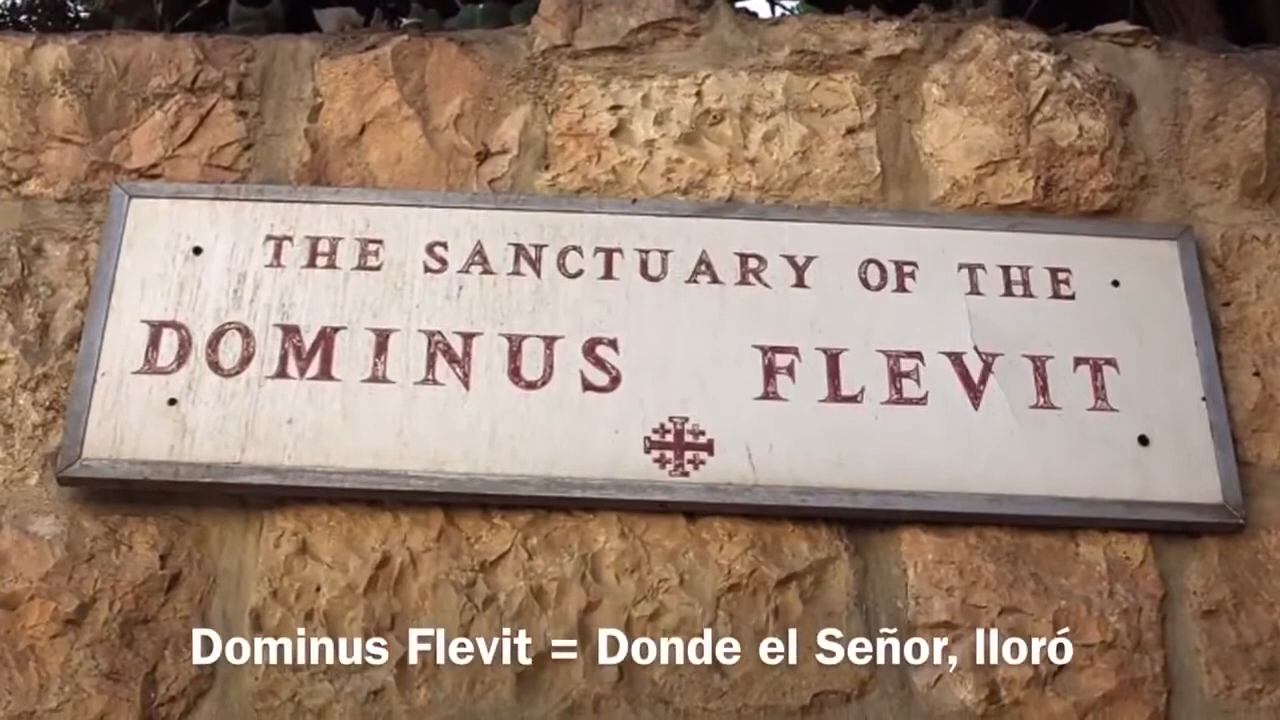 THE SANCTUARY OF THE
DOMINUS FLEVIT
Dominus Flevit = Donde el Señor, lloró